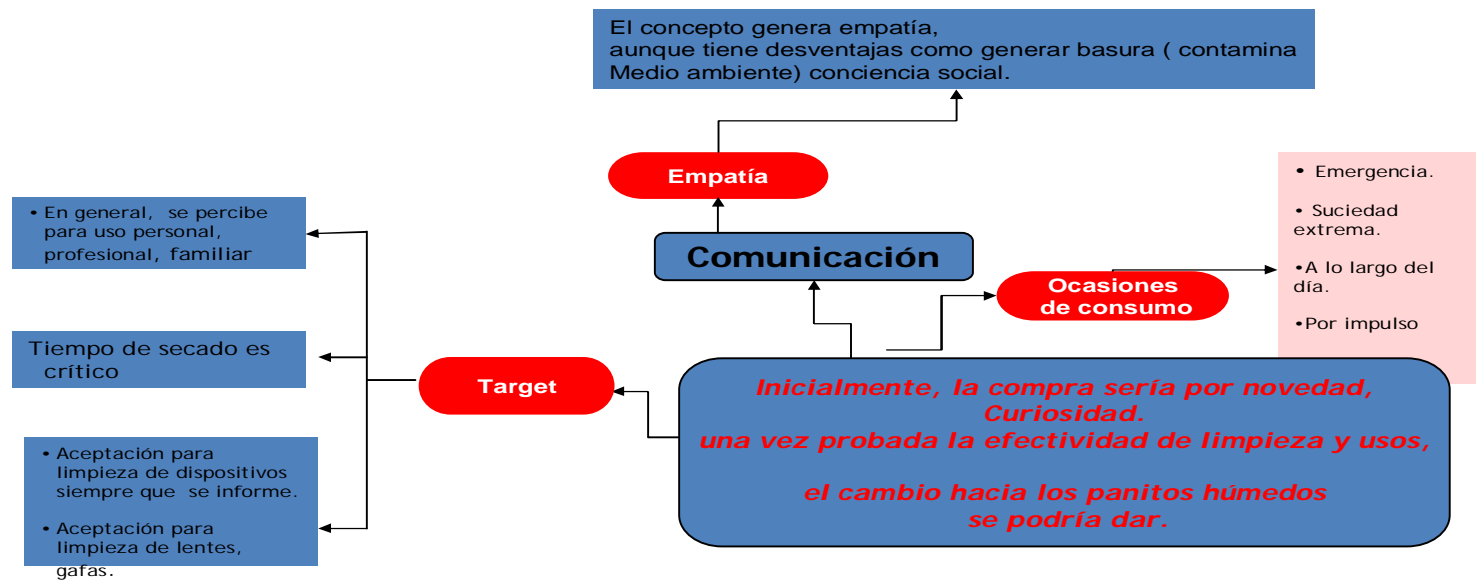 El concepto genera empatía,
aunque tiene desventajas como generar basura ( contamina
Medio ambiente) conciencia social.
Empatía
• Emergencia.
• Suciedad
extrema.
•A lo largo del
día.
•Por impulso
• En general, se percibe
para uso personal,
profesional, familiar
Comunicación
Ocasiones
de consumo
Tiempo de secado es
crítico
Target
Inicialmente, la compra sería por novedad,
Curiosidad.
una vez probada la efectividad de limpieza y usos,
el cambio hacia los panitos húmedos
se podría dar.
• Aceptación para
limpieza de dispositivos
siempre que se informe.
• Aceptación para
limpieza de lentes,
gafas.